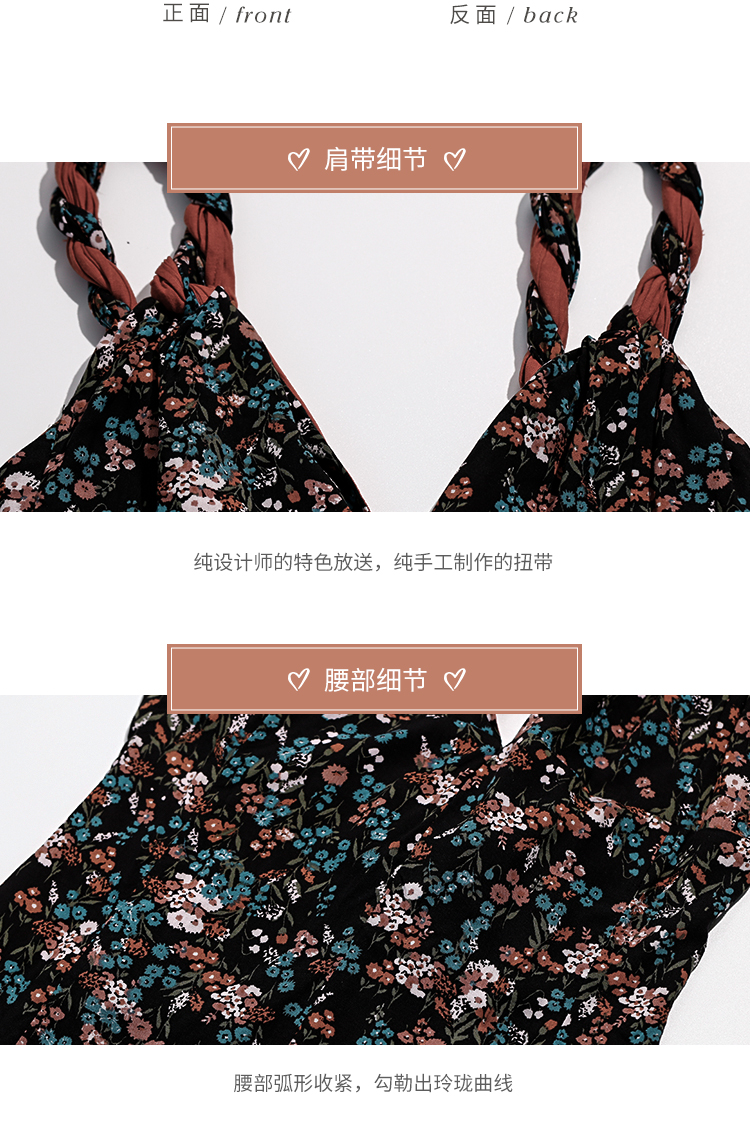 正面 / front
反面 / back
肩带细节
纯设计师的特色放送，纯手工制作的扭带
腰部细节
腰部弧形收紧，勾勒出玲珑曲线